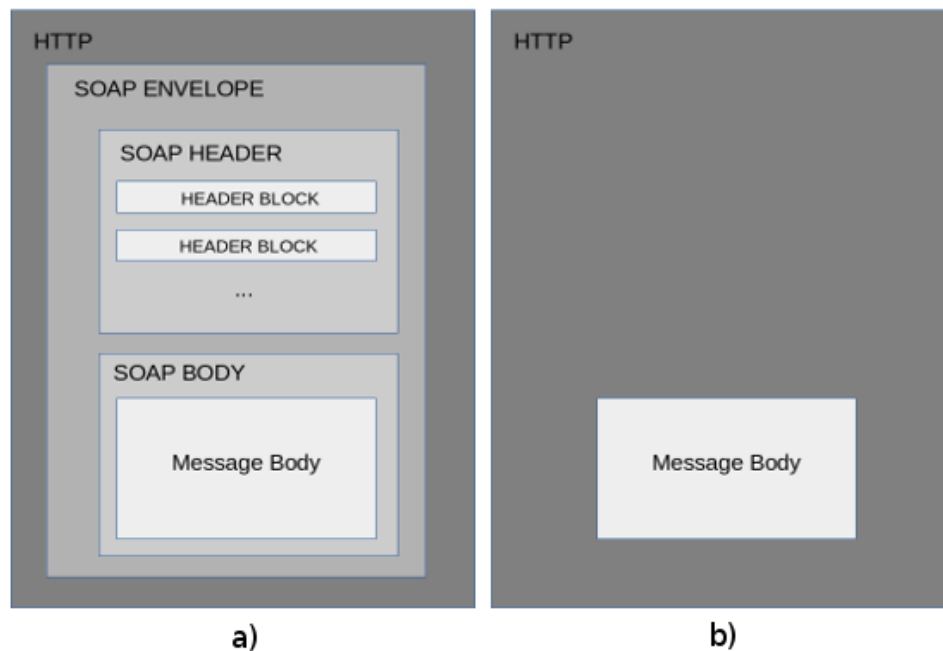 HTTP
SOAP ENVELOPE
SOAP HEADER
HEADER BLOCK
HEADER BLOCK
...
SOAP BODY
Message Body
a)
HTTP
Message Body
b)